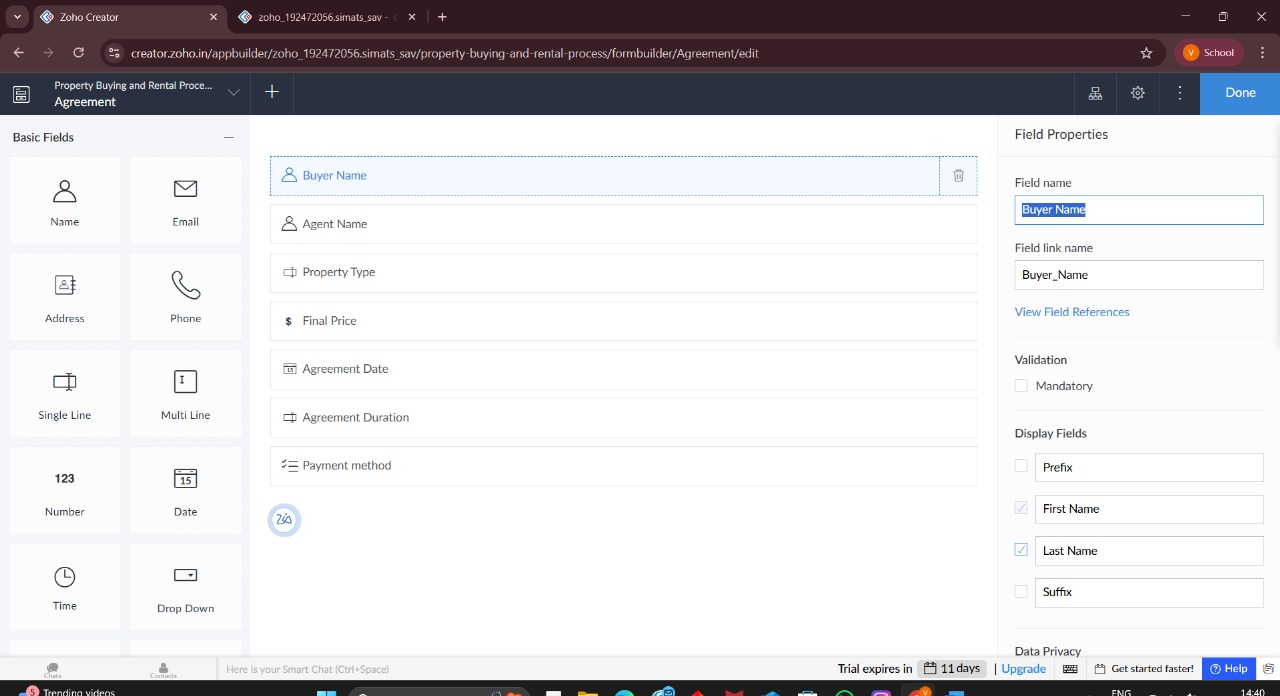 Zoho Creator
zoho_192472056.simats_sav -
creator.zoho.in/appbuilder/zoho_192472056.simats_sav/property-buying-and-rental-process/formbuilder/Agreement/edit
V School
Property Buying and Rental Proce...
Agreement
Done
Basic Fields
Name
Email
Address
Phone
Single Line
Multi Line
123
Number
15
Date
Time
Drop Down
Buyer Name
Agent Name
Property Type
$ Final Price
15 Agreement Date
Agreement Duration
Payment method
Zia
Field Properties
Field name
Buyer Name
Field link name
Buyer_Name
View Field References
Validation
Mandatory
Display Fields
Prefix
First Name
Last Name
Suffix
Data Privacy
Chats
Contacts
Here is your Smart Chat (Ctrl+Space)
Trial expires in 11 days | Upgrade
Get started faster!
Help
5 Trending videos
ENG
14:40